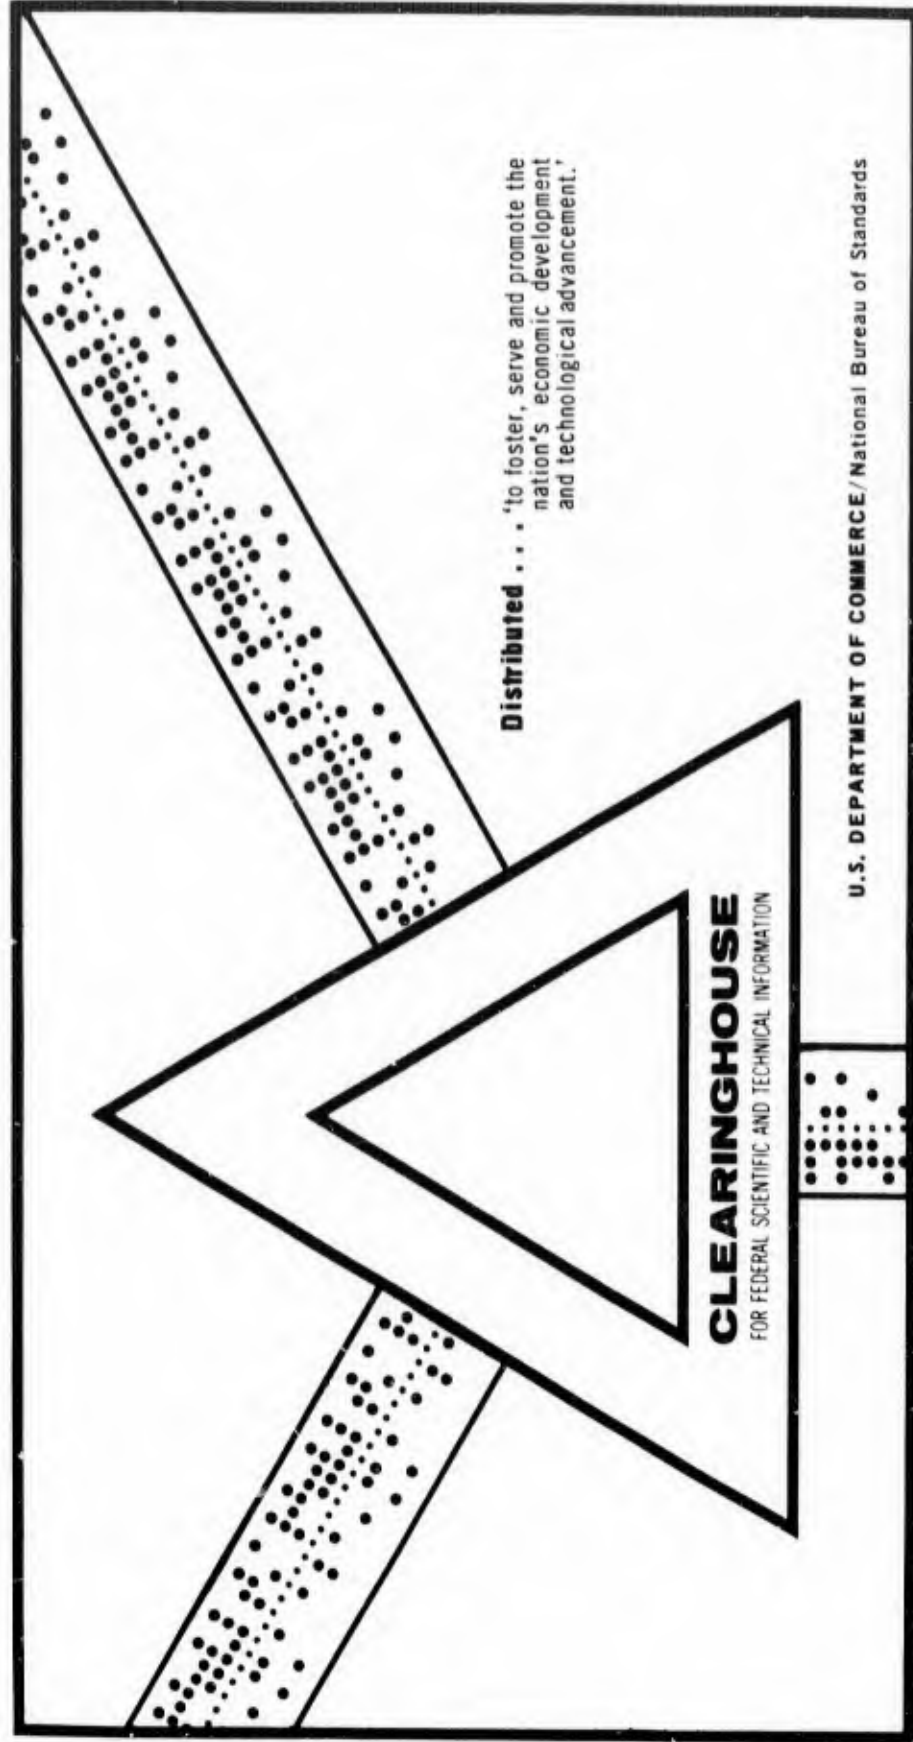 Distributed . . . 'to foster, serve and promote the
nation's economic development
and technological advancement.'
CLEARINGHOUSE
FOR FEDERAL SCIENTIFIC AND TECHNICAL INFORMATION
U.S. DEPARTMENT OF COMMERCE/National Bureau of Standards